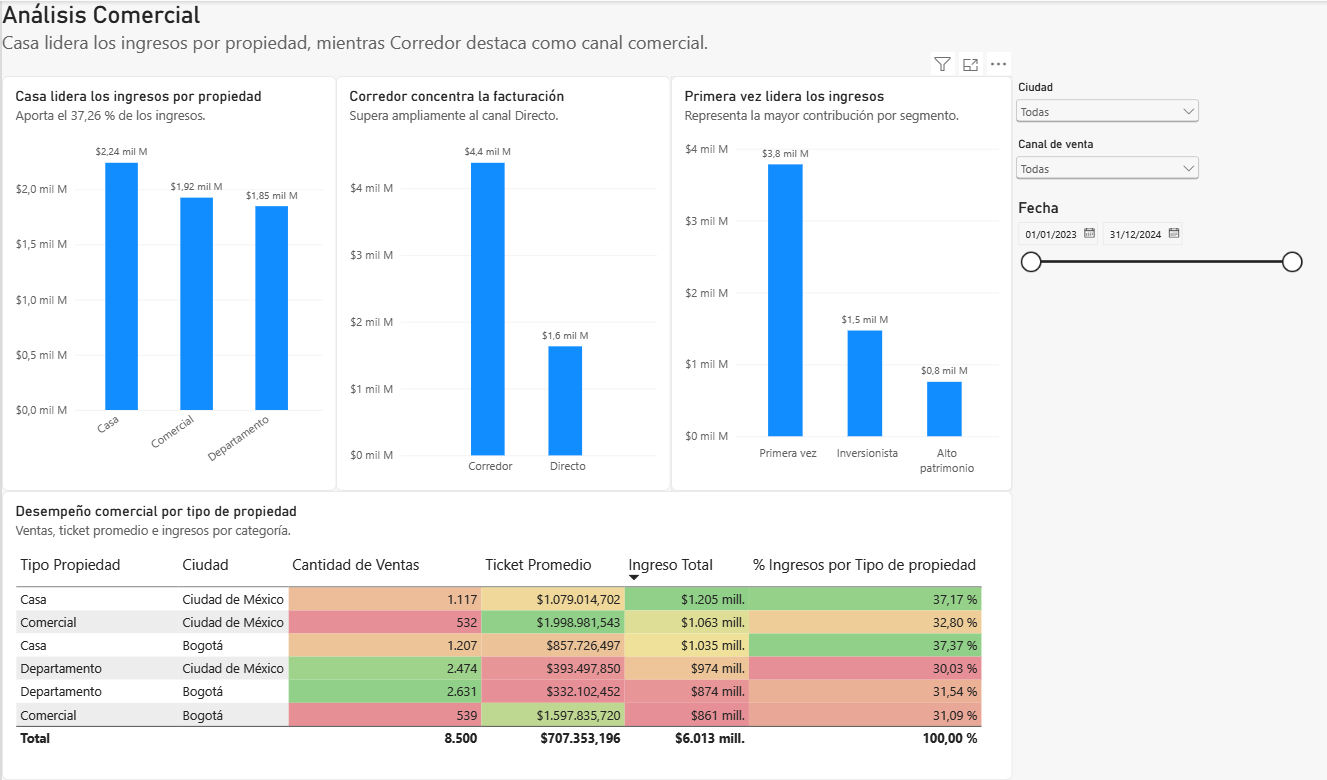 Análisis Comercial
Casa lidera los ingresos por propiedad, mientras Corredor destaca como canal comercial.
Casa lidera los ingresos por propiedad
Aporta el 37,26 % de los ingresos.
$2,24 mil M
$1,92 mil M
$1,85 mil M
$2,0 mil M
$1,5 mil M
$1,0 mil M
$0,5 mil M
$0,0 mil M
Casa
Comercial
Departamento
Corredor concentra la facturación
Supera ampliamente al canal Directo.
$4,4 mil M
$1,6 mil M
$4 mil M
$3 mil M
$2 mil M
$1 mil M
$0 mil M
Corredor
Directo
Primera vez lidera los ingresos
Representa la mayor contribución por segmento.
$3,8 mil M
$1,5 mil M
$0,8 mil M
$4 mil M
$3 mil M
$2 mil M
$1 mil M
$0 mil M
Primera vez
Inversionista
Alto
patrimonio
Ciudad
Todas
Canal de venta
Todas
Fecha
01/01/2023 31/12/2024
Desempeño comercial por tipo de propiedad
Ventas, ticket promedio e ingresos por categoría.
Tipo Propiedad Ciudad Cantidad de Ventas Ticket Promedio Ingreso Total % Ingresos por Tipo de propiedad
Casa Ciudad de México 1.117 $1.079.014,702 $1.205 mill. 37,17 %
Comercial Ciudad de México 532 $1.998.981,543 $1.063 mill. 32,80 %
Casa Bogotá 1.207 $857.726,497 $1.035 mill. 37,37 %
Departamento Ciudad de México 2.474 $393.497,850 $974 mill. 30,03 %
Departamento Bogotá 2.631 $332.102,452 $874 mill. 31,54 %
Comercial Bogotá 539 $1.597.835,720 $861 mill. 31,09 %
Total 8.500 $707.353,196 $6.013 mill. 100,00 %